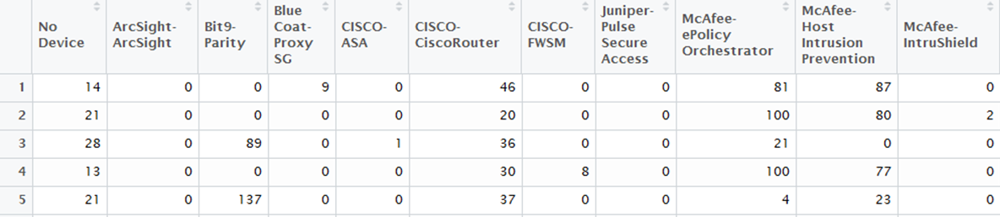 No Device ArcSight-ArcSight Bit9-Parity Blue Coat-Proxy SG CISCO-ASA CISCO-CiscoRouter CISCO-FWSM Juniper-Pulse Secure Access McAfee-ePolicy Orchestrator McAfee-Host Intrusion Prevention McAfee-IntruShield
1 14 0 0 9 0 46 0 0 81 87 0
2 21 0 0 0 0 20 0 0 100 80 2
3 28 0 89 0 1 36 0 0 21 0 0
4 13 0 0 0 0 30 8 0 100 77 0
5 21 0 137 0 0 37 0 0 4 23 0